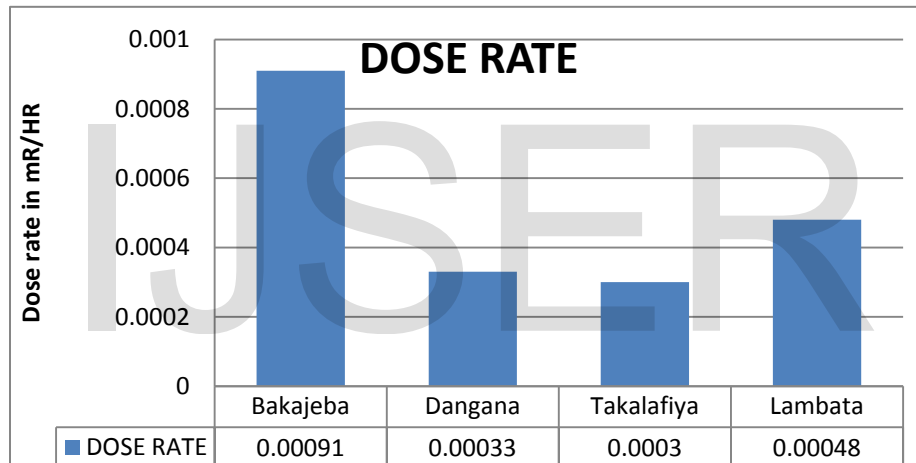 DOSE RATE
Dose rate in mR/HR
0.001
0.0008
0.0006
0.0004
0.0002
0
IJSER
Bakajeba Dangana Takalafiya Lambata
DOSE RATE 0.00091 0.00033 0.0003 0.00048